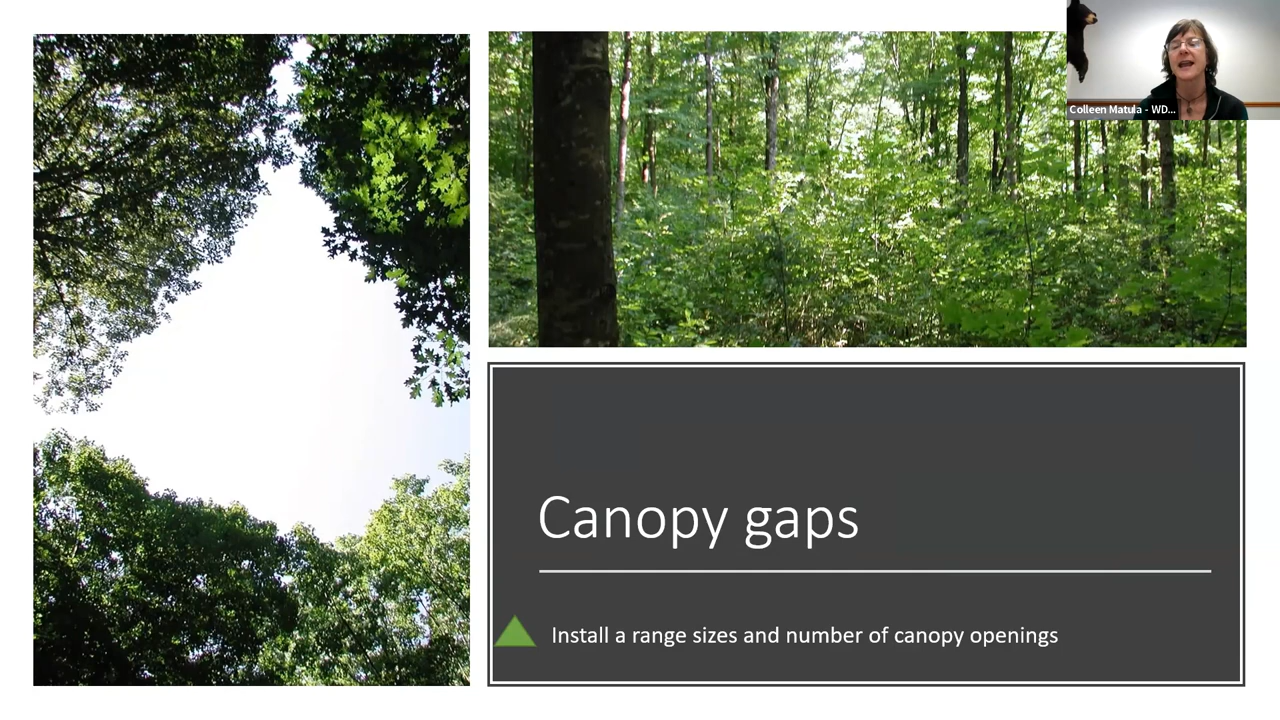 Colleen Matula - WD...
Canopy gaps
Install a range sizes and number of canopy openings